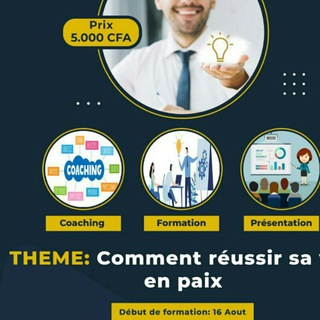 Prix
5.000 CFA
COACHING
Coaching
Formation
Présentation
THEME: Comment réussir sa
en paix
Début de formation: 16 Aout